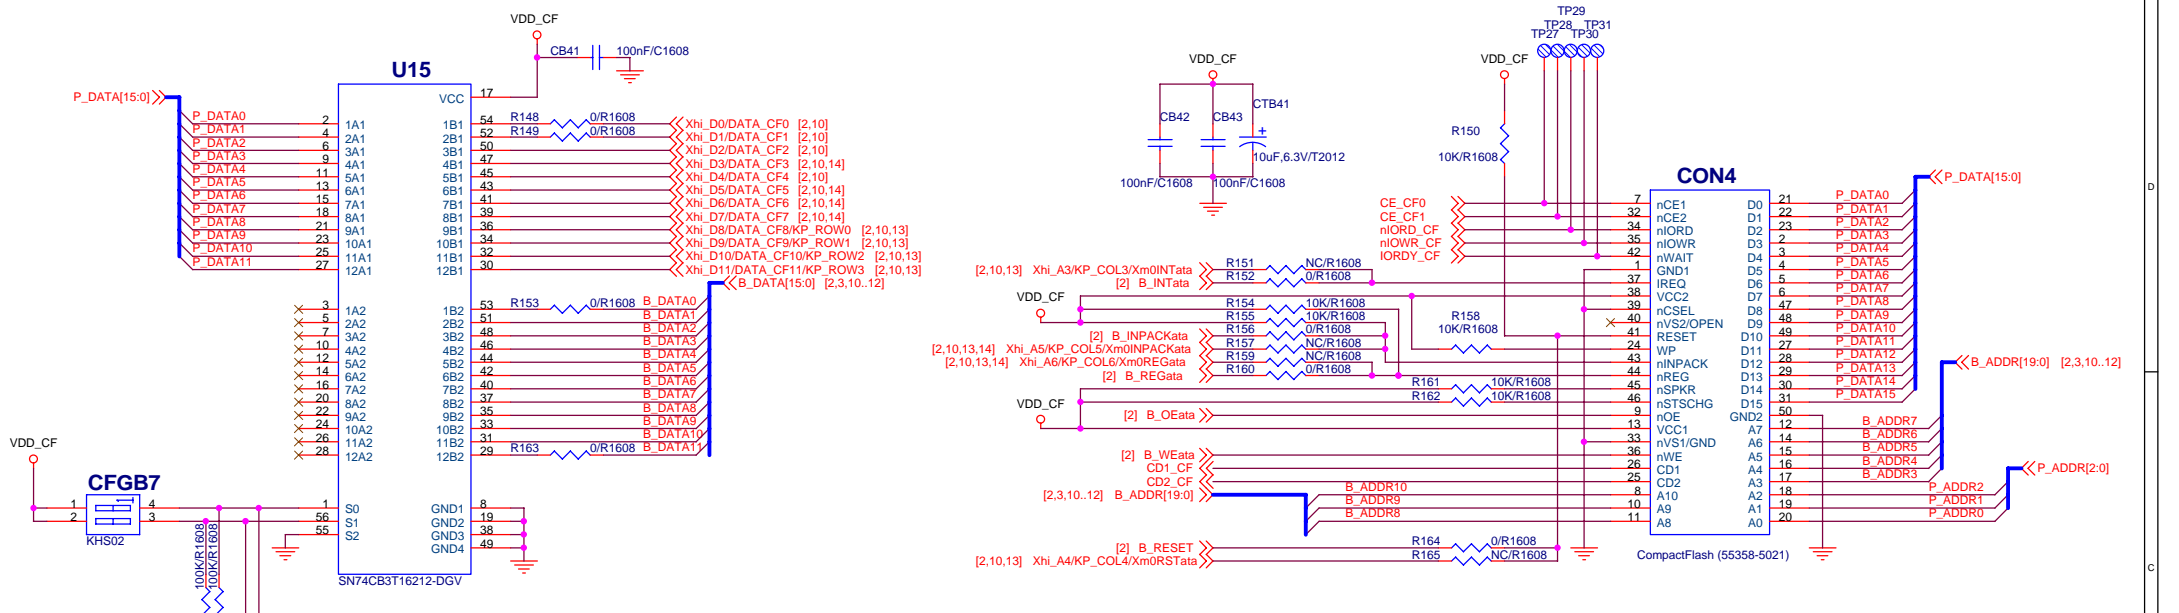 VDD_CF
CB41 100nF/C1608
U15
P_DATA[15:0]
VCC 17
P_DATA0 2 1A1 1B1 54 R148 0/R1608 Xhi_D0/DATA_CF0 [2,10]
P_DATA1 4 2A1 2B1 52 R149 0/R1608 Xhi_D1/DATA_CF1 [2,10]
P_DATA2 6 3A1 3B1 50 Xhi_D2/DATA_CF2 [2,10]
P_DATA3 9 4A1 4B1 47 Xhi_D3/DATA_CF3 [2,10,14]
P_DATA4 11 5A1 5B1 45 Xhi_D4/DATA_CF4 [2,10]
P_DATA5 13 6A1 6B1 43 Xhi_D5/DATA_CF5 [2,10,14]
P_DATA6 15 7A1 7B1 41 Xhi_D6/DATA_CF6 [2,10,14]
P_DATA7 18 8A1 8B1 39 Xhi_D7/DATA_CF7 [2,10,14]
P_DATA8 21 9A1 9B1 36 Xhi_D8/DATA_CF8/KP_ROW0 [2,10,13]
P_DATA9 23 10A1 10B1 34 Xhi_D9/DATA_CF9/KP_ROW1 [2,10,13]
P_DATA10 25 11A1 11B1 32 Xhi_D10/DATA_CF10/KP_ROW2 [2,10,13]
P_DATA11 27 12A1 12B1 30 Xhi_D11/DATA_CF11/KP_ROW3 [2,10,13]
B_DATA[15:0] [2,3,10..12]
3 1A2 1B2 53 R153 0/R1608 B_DATA0
5 2A2 2B2 51 B_DATA1
7 3A2 3B2 48 B_DATA2
10 4A2 4B2 46 B_DATA3
12 5A2 5B2 44 B_DATA4
14 6A2 6B2 42 B_DATA5
16 7A2 7B2 40 B_DATA6
20 8A2 8B2 37 B_DATA7
22 9A2 9B2 35 B_DATA8
24 10A2 10B2 33 B_DATA9
26 11A2 11B2 31 B_DATA10
28 12A2 12B2 29 R163 0/R1608 B_DATA11
VDD_CF
CFGB7
1 4 1 S0 GND1 8
2 3 56 S1 GND2 19
55 S2 GND3 38
GND4 49
1
KHS02
100K/R1608
100K/R1608
SN74CB3T16212-DGV
VDD_CF
CB42 CB43 CTB41
+
10uF,6.3V/T2012
100nF/C1608 100nF/C1608
VDD_CF
R150
10K/R1608
TP29
TP28 TP31
TP27 TP30
CON4
P_DATA[15:0]
CE_CF0 7 nCE1 D0 21 P_DATA0
CE_CF1 32 nCE2 D1 22 P_DATA1
nIORD_CF 34 nIORD D2 23 P_DATA2
nIOWR_CF 35 nIOWR D3 2 P_DATA3
IORDY_CF 42 nWAIT D4 3 P_DATA4
[2,10,13] Xhi_A3/KP_COL3/Xm0INTata R151 NC/R1608 1 GND1 D5 4 P_DATA5
[2] B_INTata R152 0/R1608 37 IREQ D6 5 P_DATA6
VDD_CF 38 VCC2 D7 6 P_DATA7
R154 10K/R1608 39 nCSEL D8 47 P_DATA8
R155 10K/R1608 R158 40 nVS2/OPEN D9 48 P_DATA9
[2] B_INPACKata R156 0/R1608 10K/R1608 41 RESET D10 49 P_DATA10
[2,10,13,14] Xhi_A5/KP_COL5/Xm0INPACKata R157 NC/R1608 24 WP D11 27 P_DATA11
[2,10,13,14] Xhi_A6/KP_COL6/Xm0REGata R159 NC/R1608 43 nINPACK D12 28 P_DATA12
[2] B_REGata R160 0/R1608 44 nREG D13 29 P_DATA13
R161 10K/R1608 45 nSPKR D14 30 P_DATA14
VDD_CF R162 10K/R1608 46 nSTSCHG D15 31 P_DATA15
[2] B_OEata 9 nOE GND2 50
13 VCC1 A7 12 B_ADDR7
33 nVS1/GND A6 14 B_ADDR6
[2] B_WEata 36 nWE A5 15 B_ADDR5
CD1_CF 26 CD1 A4 16 B_ADDR4
CD2_CF 25 CD2 A3 17 B_ADDR3
[2,3,10..12] B_ADDR[19:0] B_ADDR10 8 A10 A2 18 P_ADDR2
B_ADDR9 10 A9 A1 19 P_ADDR1
B_ADDR8 11 A8 A0 20 P_ADDR0
B_ADDR[19:0] [2,3,10..12]
P_ADDR[2:0]
[2] B_RESET R164 0/R1608
[2,10,13] Xhi_A4/KP_COL4/Xm0RSTata R165 NC/R1608
CompactFlash (55358-5021)
D
C